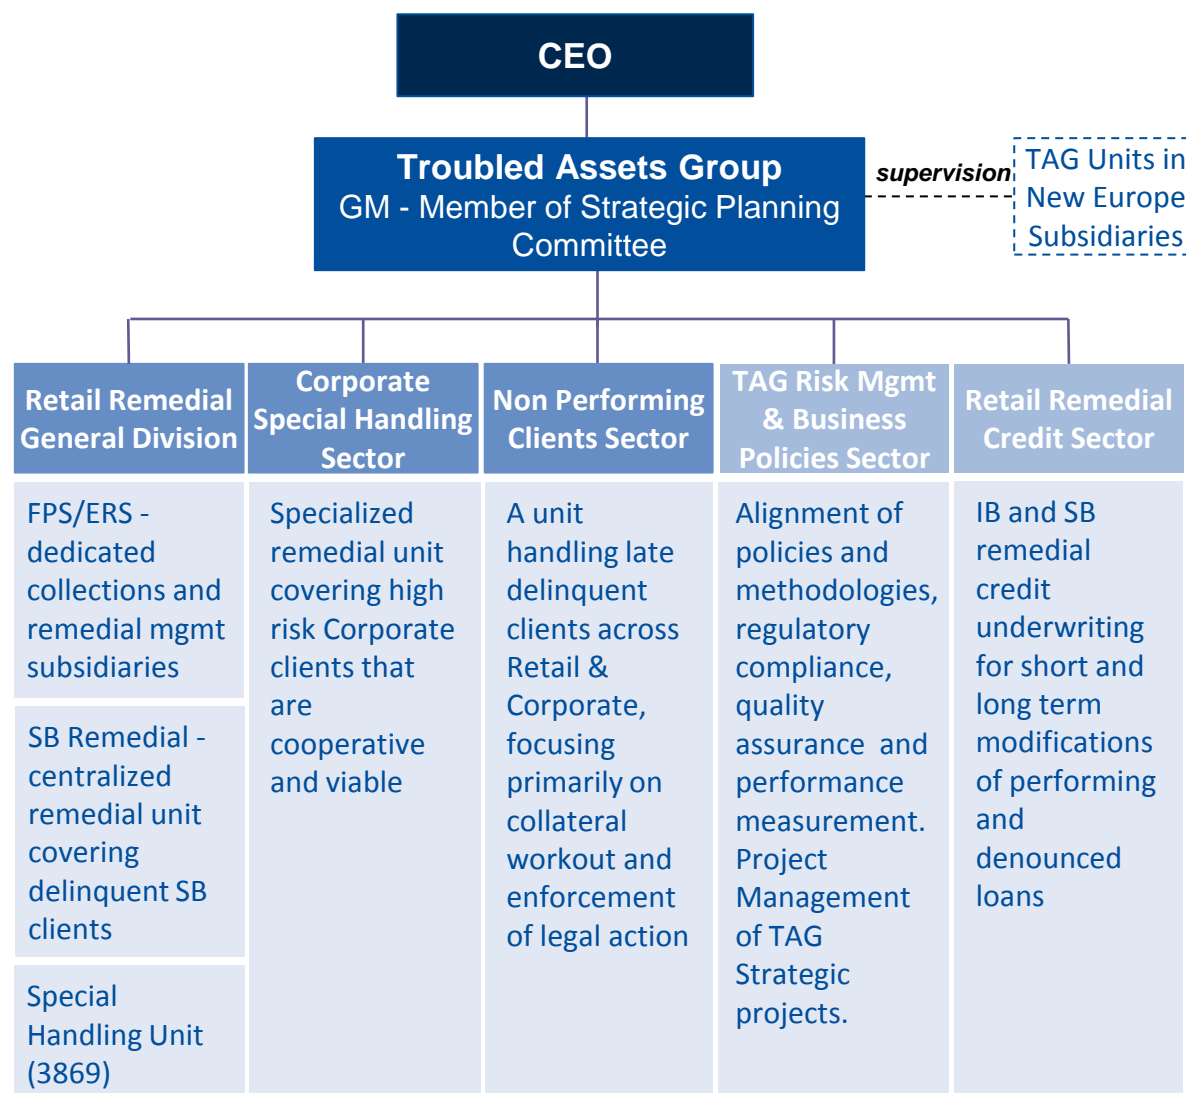 CEO
Troubled Assets Group
GM - Member of Strategic Planning
Committee
supervision
TAG Units in
New Europe
Subsidiaries
Retail Remedial
General Division
FPS/ERS -
dedicated
collections and
remedial mgmt
subsidiaries
SB Remedial -
centralized
remedial unit
covering
delinquent SB
clients
Special
Handling Unit
(3869)
Corporate
Special Handling
Sector
Specialized
remedial unit
covering high
risk Corporate
clients that
are
cooperative
and viable
Non Performing
Clients Sector
A unit
handling late
delinquent
clients across
Retail &
Corporate,
focusing
primarily on
collateral
workout and
enforcement
of legal action
TAG Risk Mgmt
& Business
Policies Sector
Alignment of
policies and
methodologies,
regulatory
compliance,
quality
assurance and
performance
measurement.
Project
Management
of TAG
Strategic
projects.
Retail Remedial
Credit Sector
IB and SB
remedial
credit
underwriting
for short and
long term
modifications
of performing
and
denounced
loans